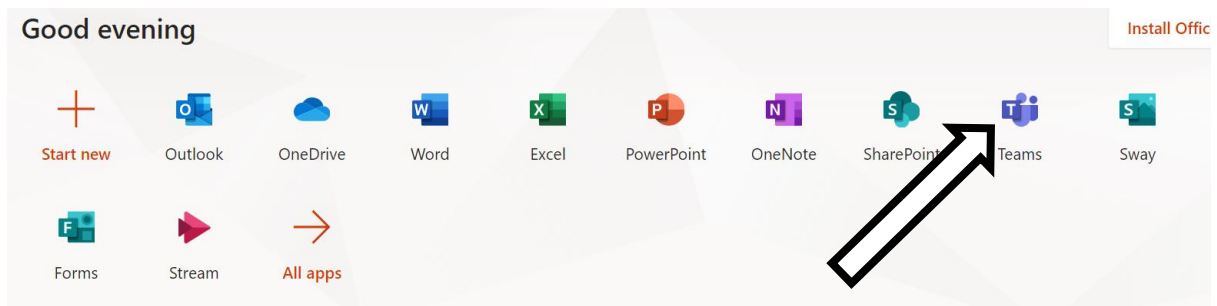 Good evening
Install Offic
Start new
Outlook
OneDrive
Word
Excel
PowerPoint
OneNote
SharePoint
Teams
Sway
Forms
Stream
All apps